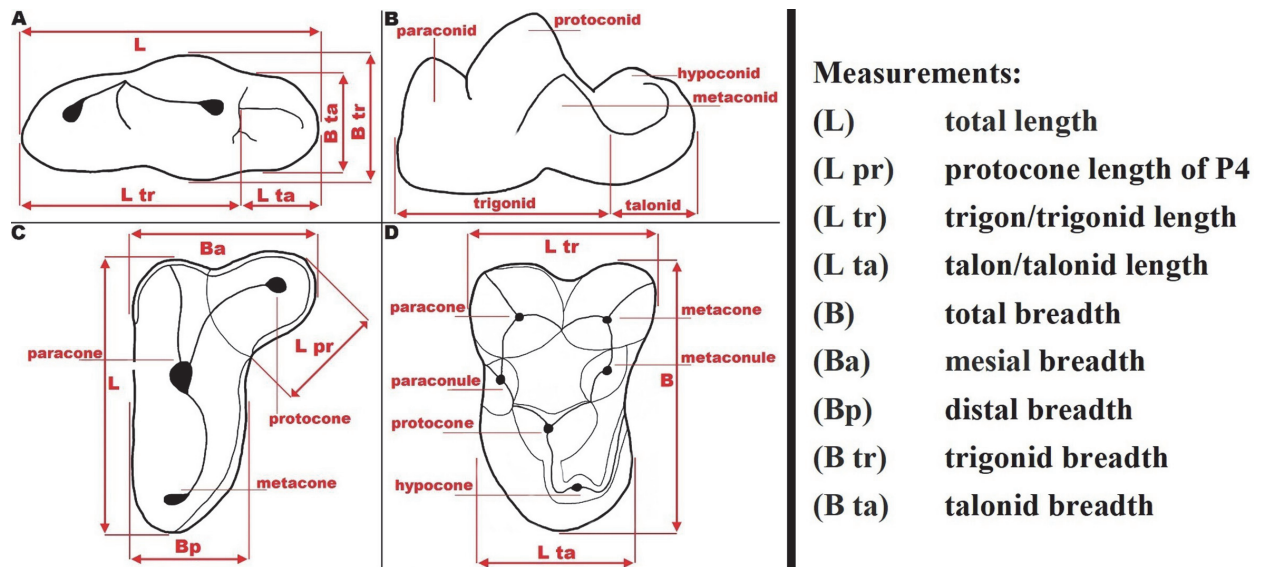 A
L
B ta
B tr
L tr
L ta
B
paraconid
protoconid
hypoconid
metaconid
trigonid
talonid
C
Ba
paracone
L
L pr
protocone
metacone
Bp
D
L tr
paracone
metacone
metaconule
paraconule
B
protocone
hypocone
L ta
Measurements:
(L) total length
(L pr) protocone length of P4
(L tr) trigon/trigonid length
(L ta) talon/talonid length
(B) total breadth
(Ba) mesial breadth
(Bp) distal breadth
(B tr) trigonid breadth
(B ta) talonid breadth